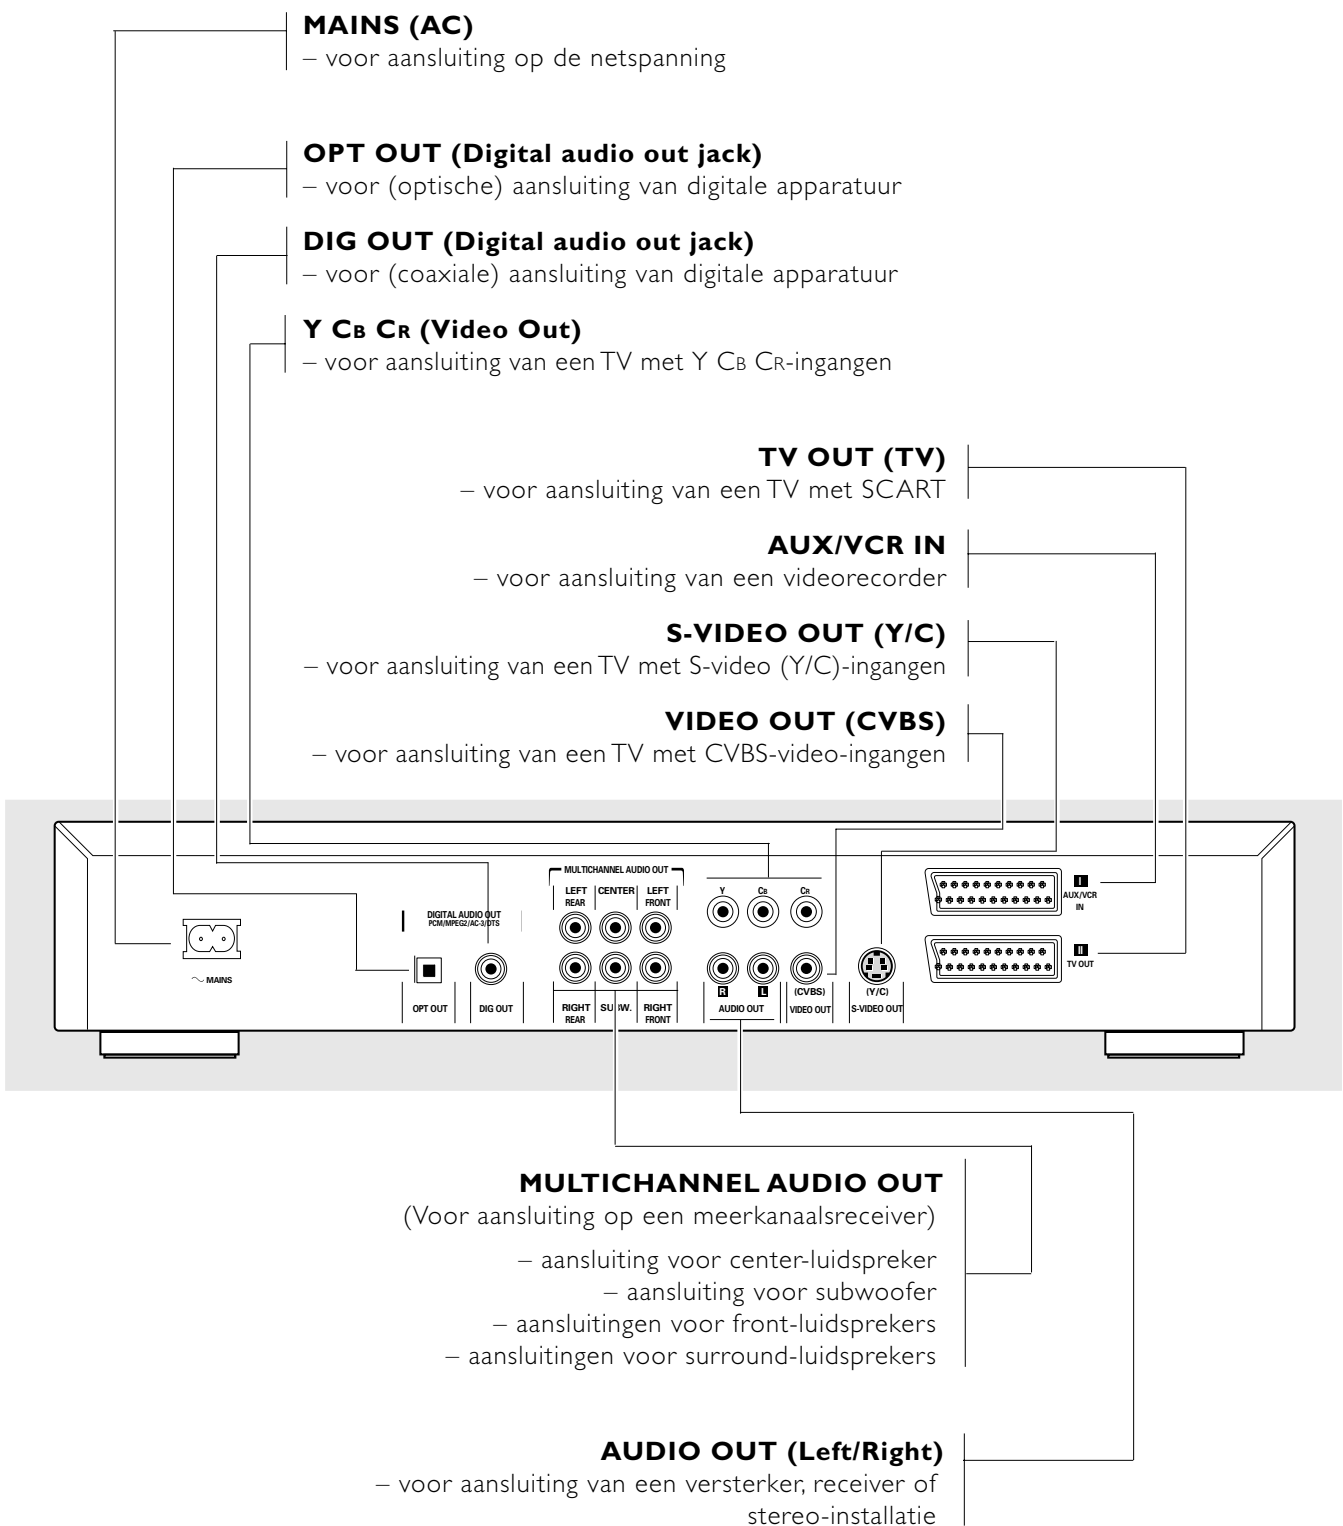 MAINS (AC)
– voor aansluiting op de netspanning
OPT OUT (Digital audio out jack)
– voor (optische) aansluiting van digitale apparatuur
DIG OUT (Digital audio out jack)
– voor (coaxiale) aansluiting van digitale apparatuur
Y CB CR (Video Out)
– voor aansluiting van een TV met Y CB CR-ingangen
TV OUT (TV)
– voor aansluiting van een TV met SCART
AUX/VCR IN
– voor aansluiting van een videorecorder
S-VIDEO OUT (Y/C)
– voor aansluiting van een TV met S-video (Y/C)-ingangen
VIDEO OUT (CVBS)
– voor aansluiting van een TV met CVBS-video-ingangen
~ MAINS
DIGITAL AUDIO OUT
PCM/MPEG2/AC-3/DTS
OPT OUT
DIG OUT
MULTICHANNEL AUDIO OUT
LEFT CENTER LEFT
REAR FRONT
RIGHT SUBW. RIGHT
REAR FRONT
Y CB CR
R L
AUDIO OUT
(CVBS)
VIDEO OUT
(Y/C)
S-VIDEO OUT
I
AUX/VCR
IN
II
TV OUT
MULTICHANNEL AUDIO OUT
(Voor aansluiting op een meerkanaalsreceiver)
– aansluiting voor center-luidspreker
– aansluiting voor subwoofer
– aansluitingen voor front-luidsprekers
– aansluitingen voor surround-luidsprekers
AUDIO OUT (Left/Right)
– voor aansluiting van een versterker, receiver of
stereo-installatie